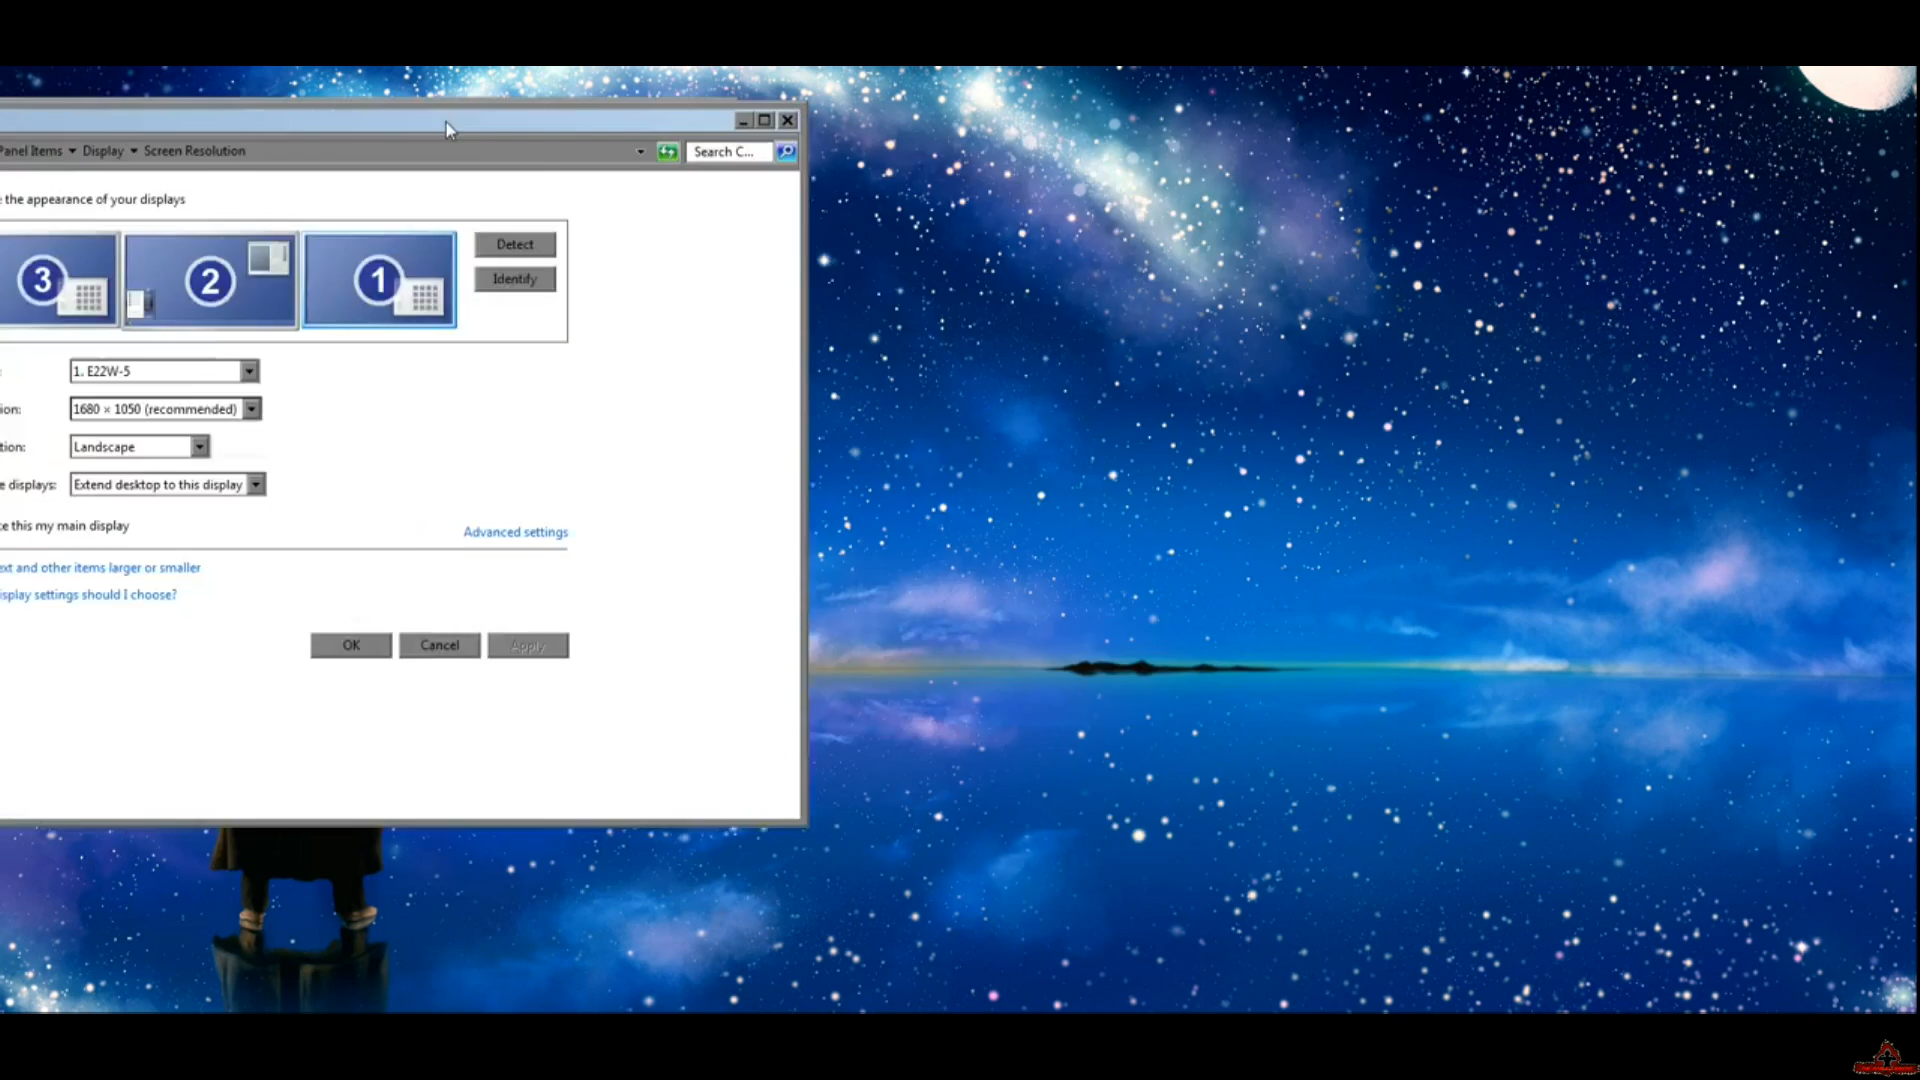 Panel Items Display Screen Resolution Search C...
the appearance of your displays
3 2 1 Detect
Identify
1. E22W-5
ion: 1680 × 1050 (recommended)
tion: Landscape
e displays: Extend desktop to this display
ke this my main display
Advanced settings
ext and other items larger or smaller
isplay settings should I choose?
OK Cancel Apply